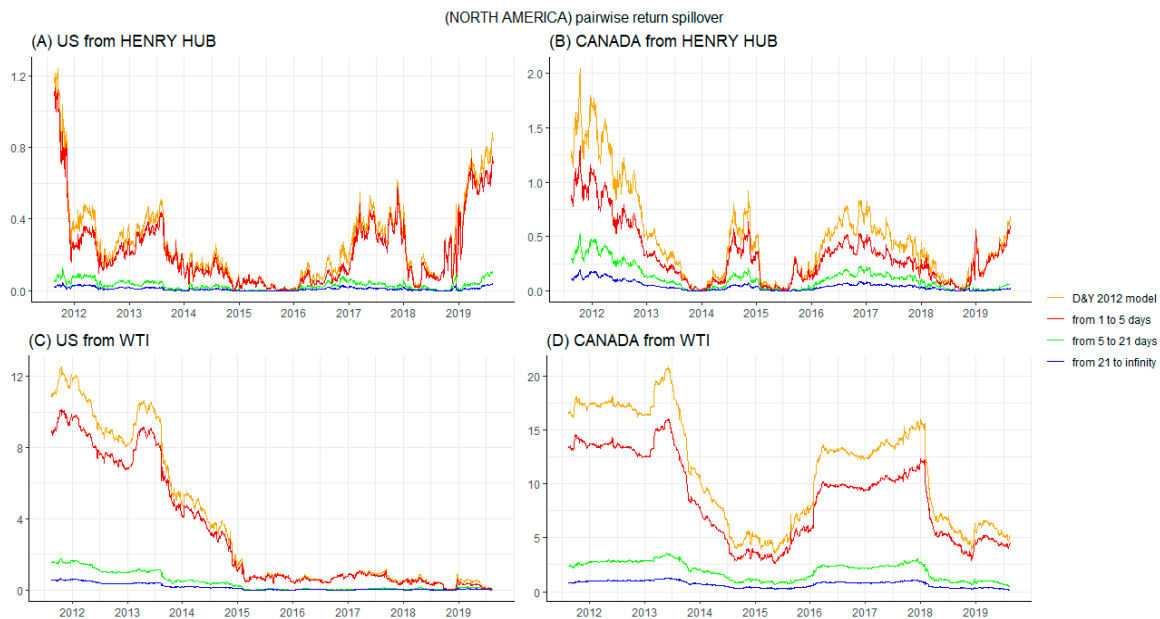 (NORTH AMERICA) pairwise return spillover
(A) US from HENRY HUB
1.2
0.8
0.4
0.0
2012 2013 2014 2015 2016 2017 2018 2019
(B) CANADA from HENRY HUB
2.0
1.5
1.0
0.5
0.0
2012 2013 2014 2015 2016 2017 2018 2019
(C) US from WTI
12
8
4
0
2012 2013 2014 2015 2016 2017 2018 2019
(D) CANADA from WTI
20
15
10
5
0
2012 2013 2014 2015 2016 2017 2018 2019
D&Y 2012 model
from 1 to 5 days
from 5 to 21 days
from 21 to infinity